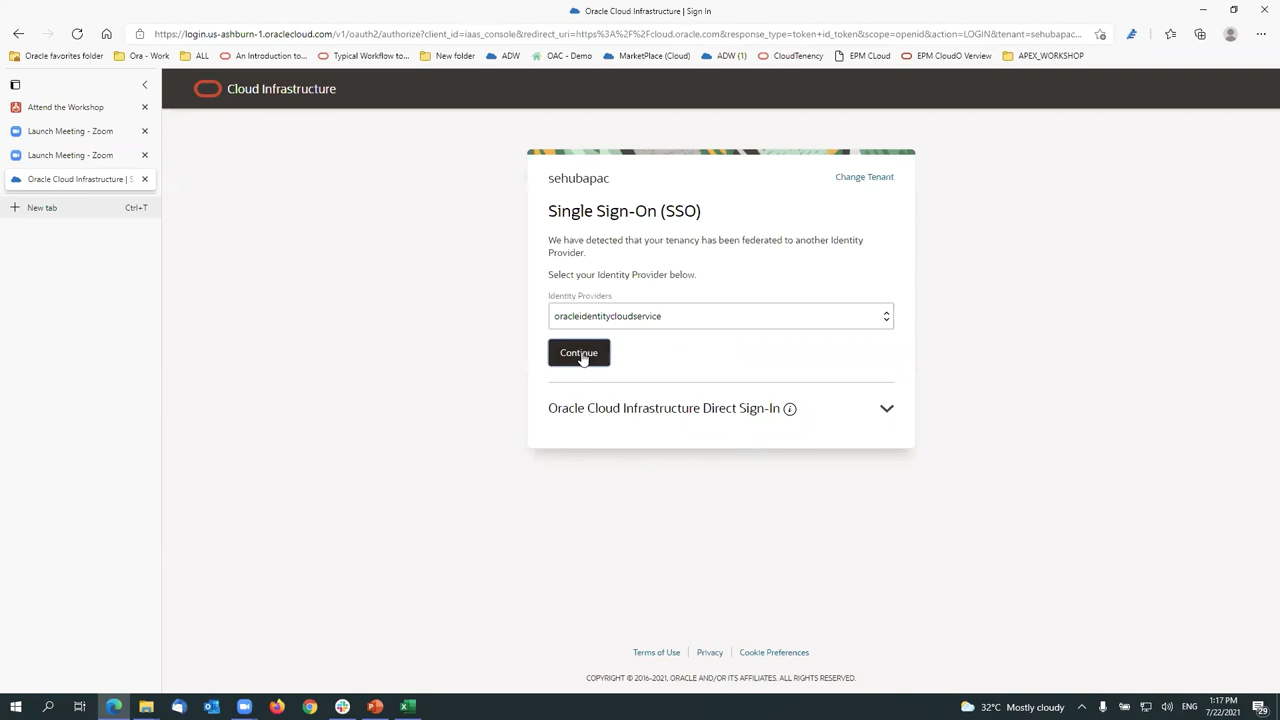 Oracle Cloud Infrastructure | Sign In
https://login.us-ashburn-1.oraclecloud.com/v1/oauth2/authorize?client_id=iaas_console&redirect_uri=https%3A%2F%2Fcloud.oracle.com&response_type=token+id_token&scope=openid&action=LOGIN&tenant=sehubapac...
Oracle favorites folder
Ora - Work
ALL
An Introduction to...
Typical Workflow to...
New folder
ADW
OAC - Demo
MarketPlace (Cloud)
ADW (1)
CloudTenency
EPM CLoud
EPM CloudO Verview
APEX_WORKSHOP
Attend the Workshop
Launch Meeting - Zoom
Launch Meeting - Zoom
Oracle Cloud Infrastructure | S
New tab
Ctrl+T
Cloud Infrastructure
sehubapac
Change Tenant
Single Sign-On (SSO)
We have detected that your tenancy has been federated to another Identity
Provider.
Select your Identity Provider below.
Identity Providers
oracleidentitycloudservice
Continue
Oracle Cloud Infrastructure Direct Sign-In
Terms of Use
Privacy
Cookie Preferences
COPYRIGHT © 2016-2021, ORACLE AND/OR ITS AFFILIATES. ALL RIGHTS RESERVED.
32°C Mostly cloudy
ENG
1:17 PM
7/22/2021
29